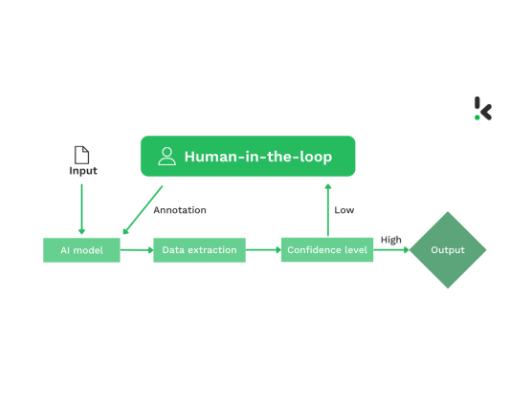 Human-in-the-loop
Input
Annotation
Low
High
AI model
Data extraction
Confidence level
Output